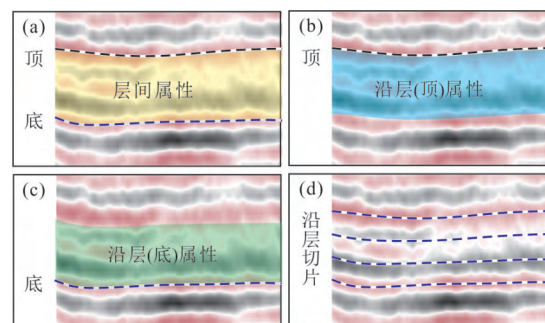 (a)
顶
层间属性
底
(b)
顶
沿层(顶)属性
(c)
沿层(底)属性
底
(d)
沿层切片